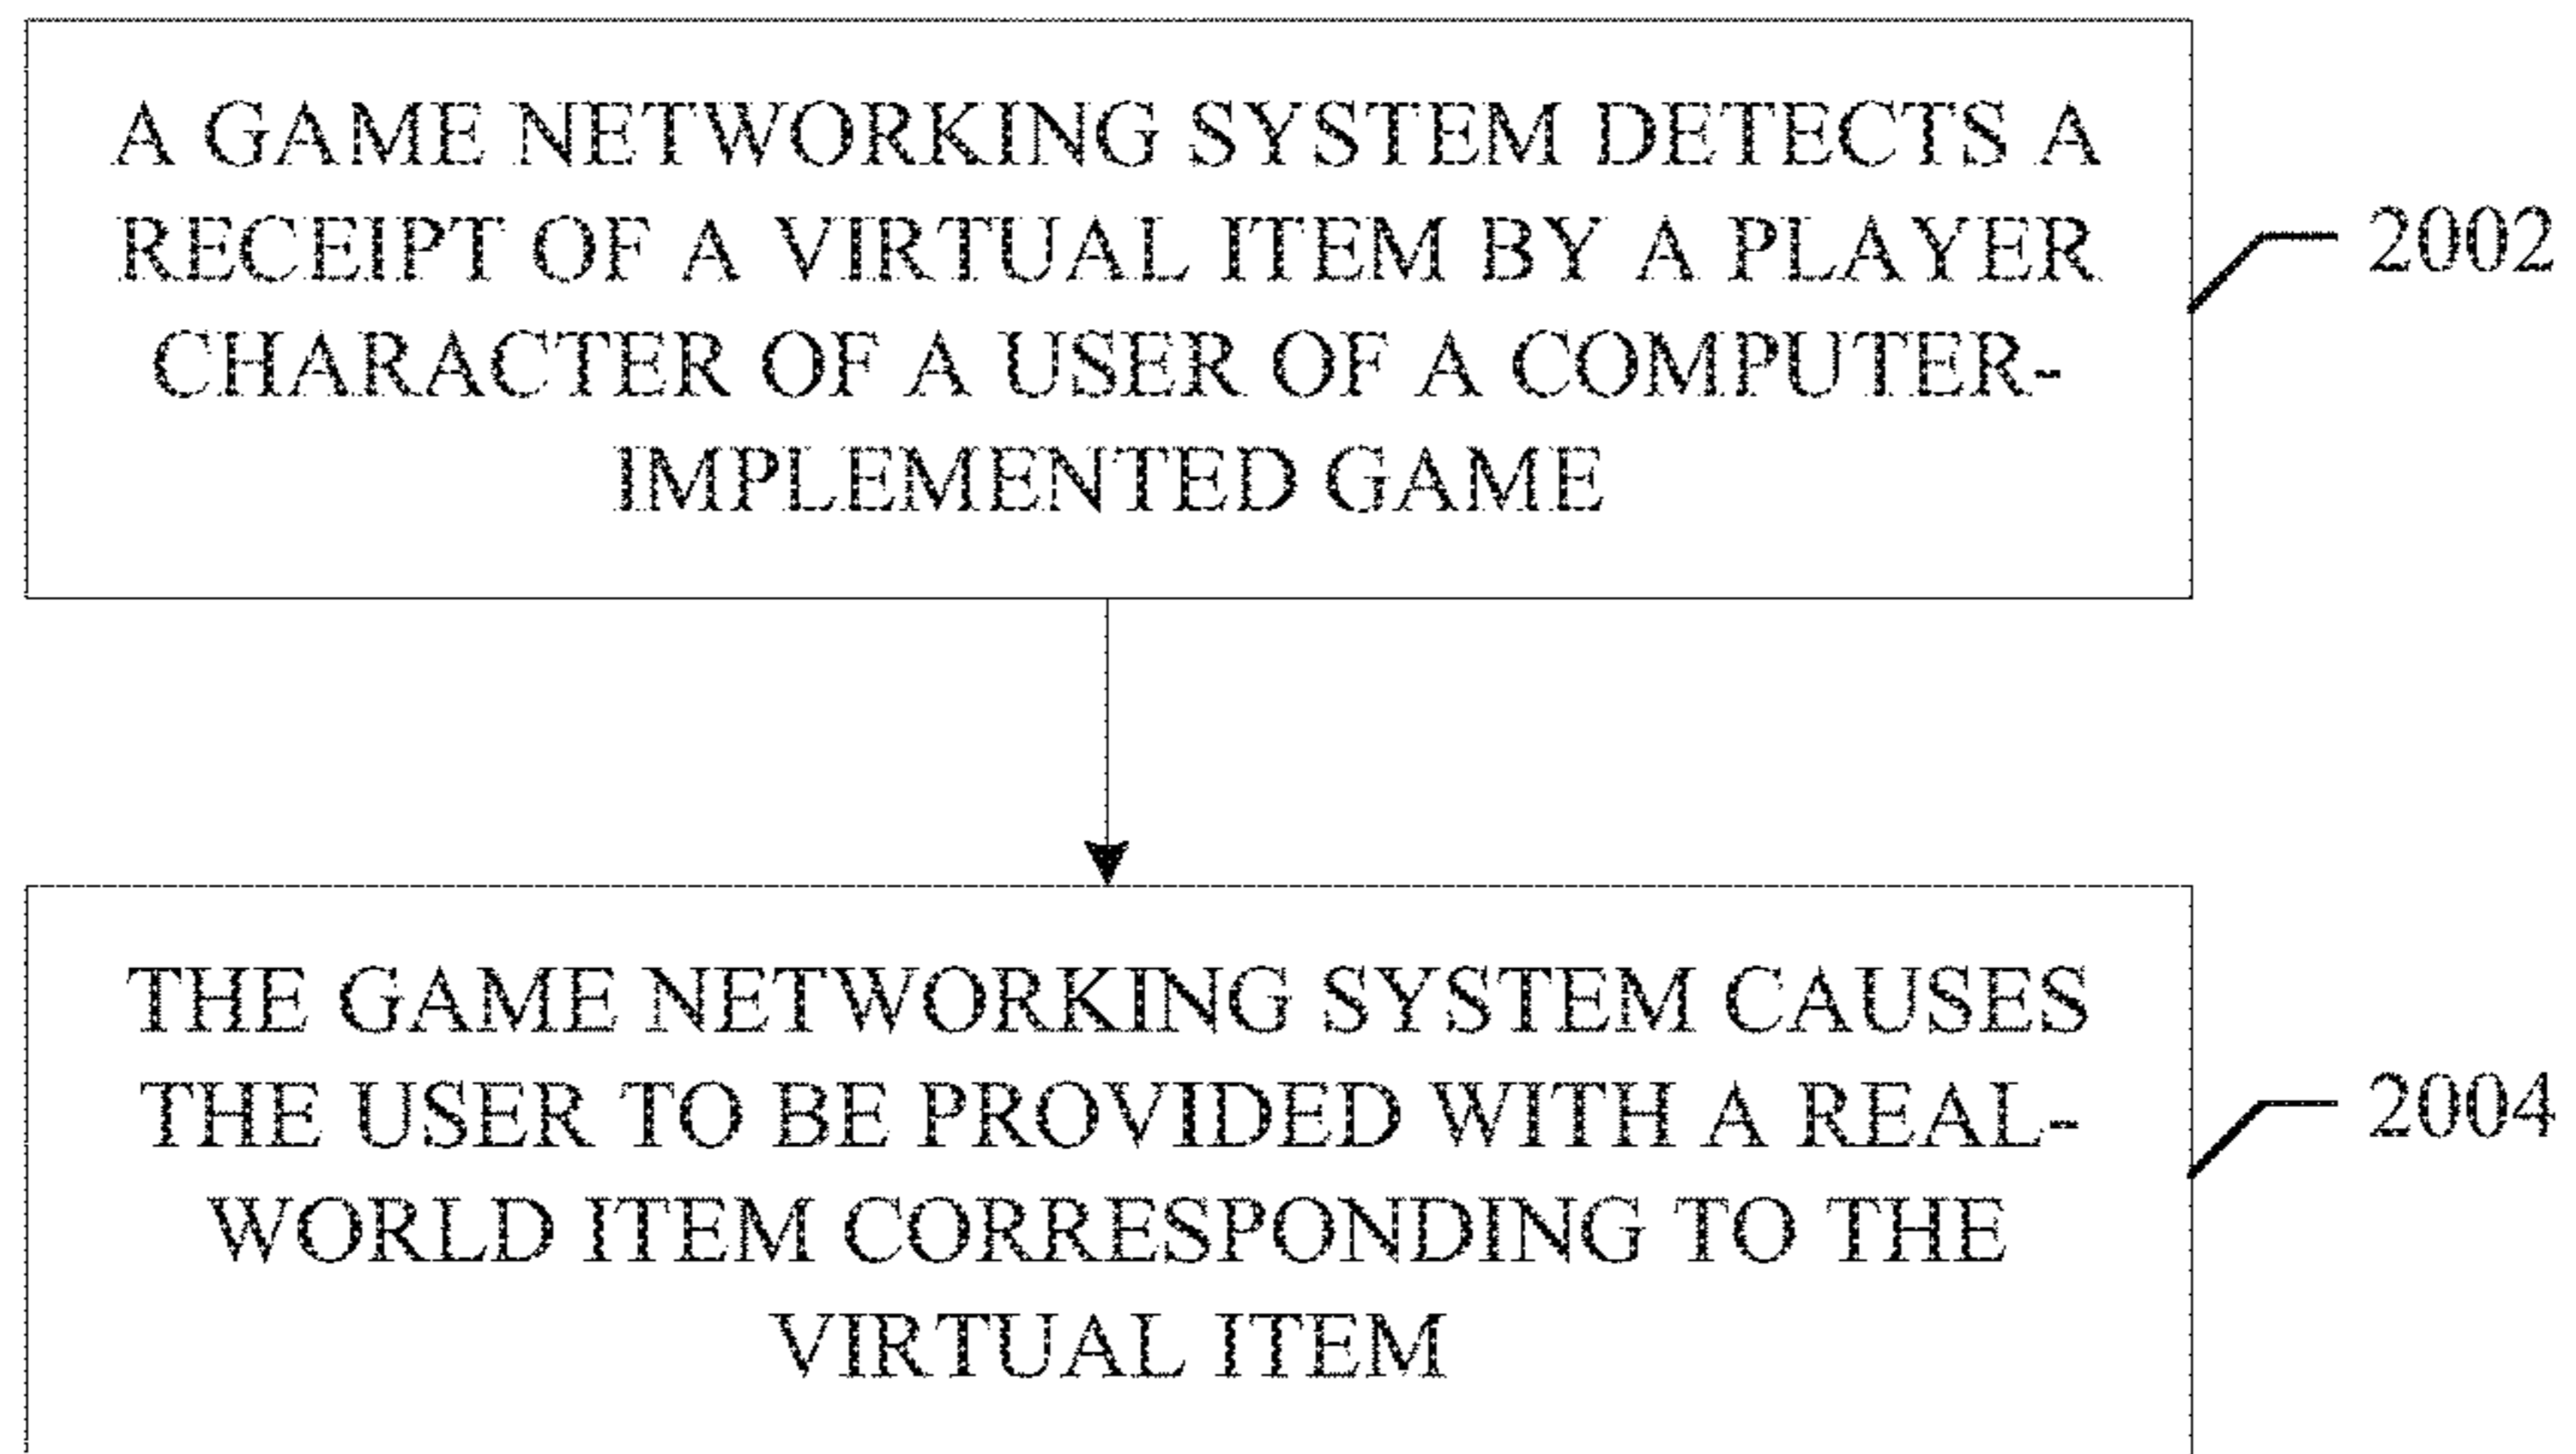 A GAME NETWORKING SYSTEM DETECTS A
RECEIPT OF A VIRTUAL ITEM BY A PLAYER
CHARACTER OF A USER OF A COMPUTER-
IMPLEMENTED GAME
2002
THE GAME NETWORKING SYSTEM CAUSES
THE USER TO BE PROVIDED WITH A REAL-
WORLD ITEM CORRESPONDING TO THE
VIRTUAL ITEM
2004